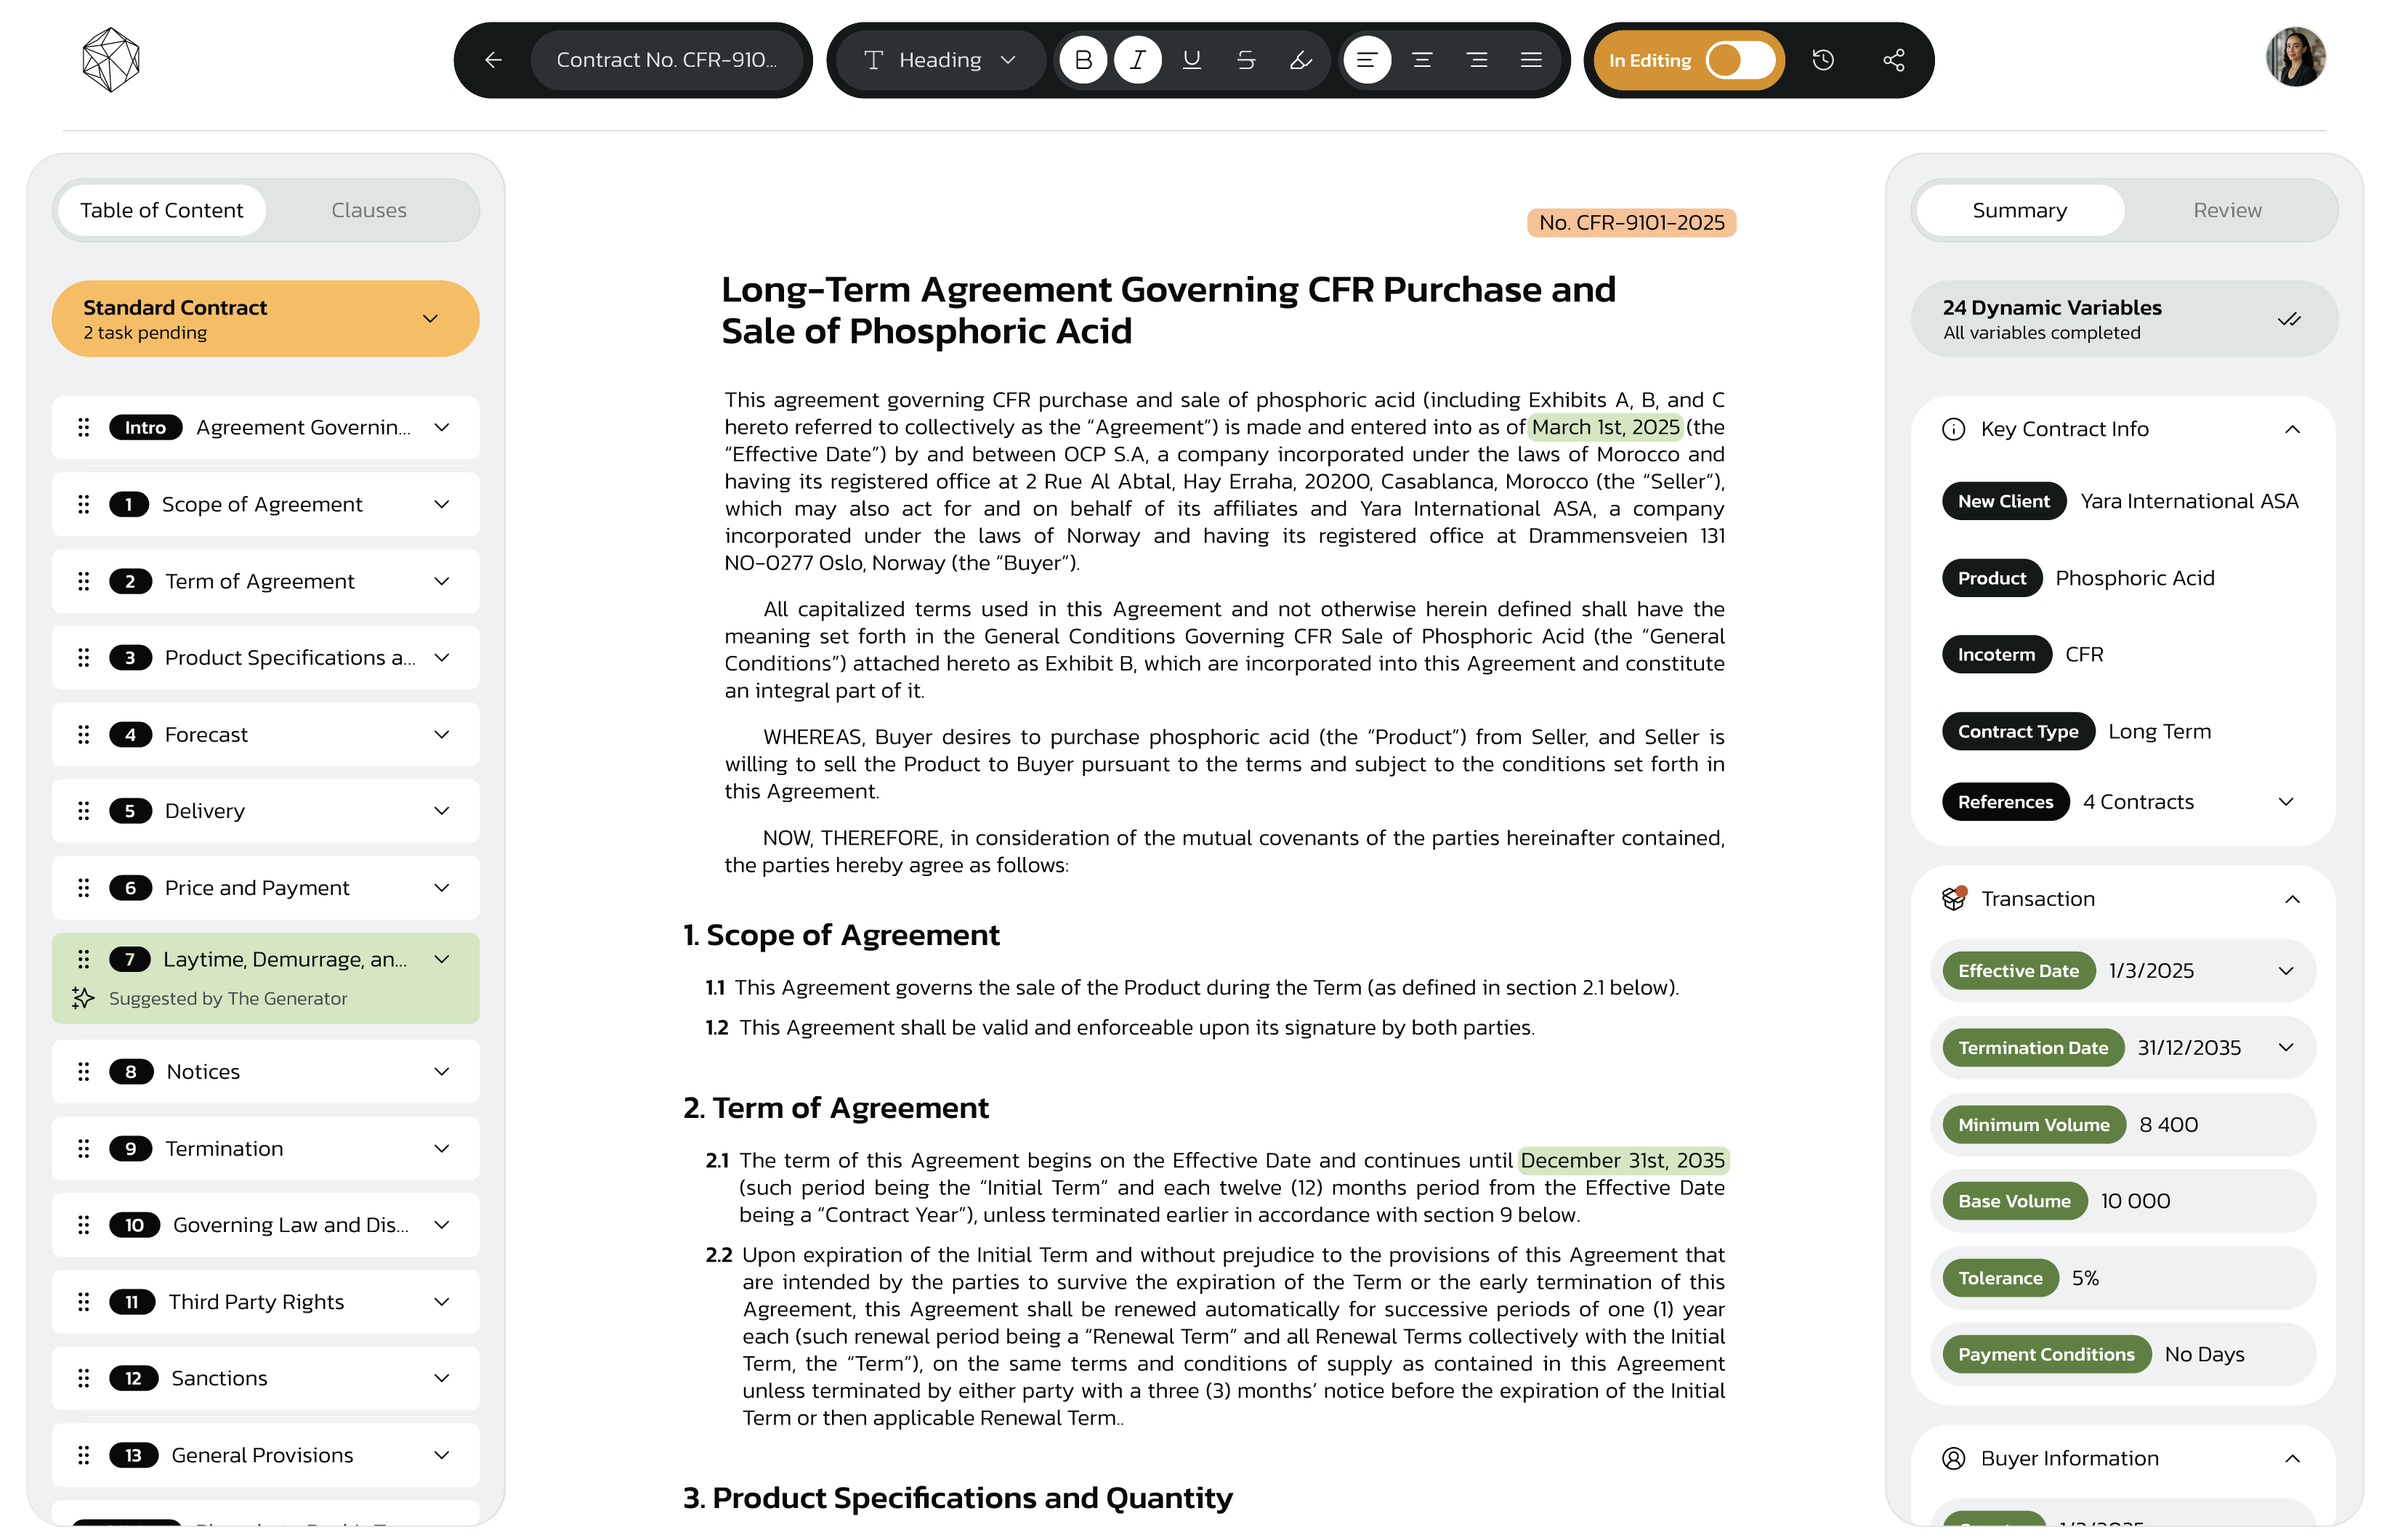 Contract No. CFR-910...
Heading
B
I
U
S
In Editing
Table of Content
Clauses
Standard Contract
2 task pending
Intro Agreement Governin...
1 Scope of Agreement
2 Term of Agreement
3 Product Specifications a...
4 Forecast
5 Delivery
6 Price and Payment
7 Laytime, Demurrage, an...
Suggested by The Generator
8 Notices
9 Termination
10 Governing Law and Dis...
11 Third Party Rights
12 Sanctions
13 General Provisions
No. CFR-9101-2025
Long-Term Agreement Governing CFR Purchase and
Sale of Phosphoric Acid
This agreement governing CFR purchase and sale of phosphoric acid (including Exhibits A, B, and C
hereto referred to collectively as the “Agreement”) is made and entered into as of March 1st, 2025 (the
“Effective Date”) by and between OCP S.A, a company incorporated under the laws of Morocco and
having its registered office at 2 Rue Al Abtal, Hay Erraha, 20200, Casablanca, Morocco (the “Seller”),
which may also act for and on behalf of its affiliates and Yara International ASA, a company
incorporated under the laws of Norway and having its registered office at Drammensveien 131
NO-0277 Oslo, Norway (the “Buyer”).
All capitalized terms used in this Agreement and not otherwise herein defined shall have the
meaning set forth in the General Conditions Governing CFR Sale of Phosphoric Acid (the “General
Conditions”) attached hereto as Exhibit B, which are incorporated into this Agreement and constitute
an integral part of it.
WHEREAS, Buyer desires to purchase phosphoric acid (the “Product”) from Seller, and Seller is
willing to sell the Product to Buyer pursuant to the terms and subject to the conditions set forth in
this Agreement.
NOW, THEREFORE, in consideration of the mutual covenants of the parties hereinafter contained,
the parties hereby agree as follows:
1. Scope of Agreement
1.1 This Agreement governs the sale of the Product during the Term (as defined in section 2.1 below).
1.2 This Agreement shall be valid and enforceable upon its signature by both parties.
2. Term of Agreement
2.1 The term of this Agreement begins on the Effective Date and continues until December 31st, 2035
(such period being the “Initial Term” and each twelve (12) months period from the Effective Date
being a “Contract Year”), unless terminated earlier in accordance with section 9 below.
2.2 Upon expiration of the Initial Term and without prejudice to the provisions of this Agreement that
are intended by the parties to survive the expiration of the Term or the early termination of this
Agreement, this Agreement shall be renewed automatically for successive periods of one (1) year
each (such renewal period being a “Renewal Term” and all Renewal Terms collectively with the Initial
Term, the “Term”), on the same terms and conditions of supply as contained in this Agreement
unless terminated by either party with a three (3) months’ notice before the expiration of the Initial
Term or then applicable Renewal Term..
3. Product Specifications and Quantity
Summary
Review
24 Dynamic Variables
All variables completed
Key Contract Info
New Client Yara International ASA
Product Phosphoric Acid
Incoterm CFR
Contract Type Long Term
References 4 Contracts
Transaction
Effective Date 1/3/2025
Termination Date 31/12/2035
Minimum Volume 8 400
Base Volume 10 000
Tolerance 5%
Payment Conditions No Days
Buyer Information